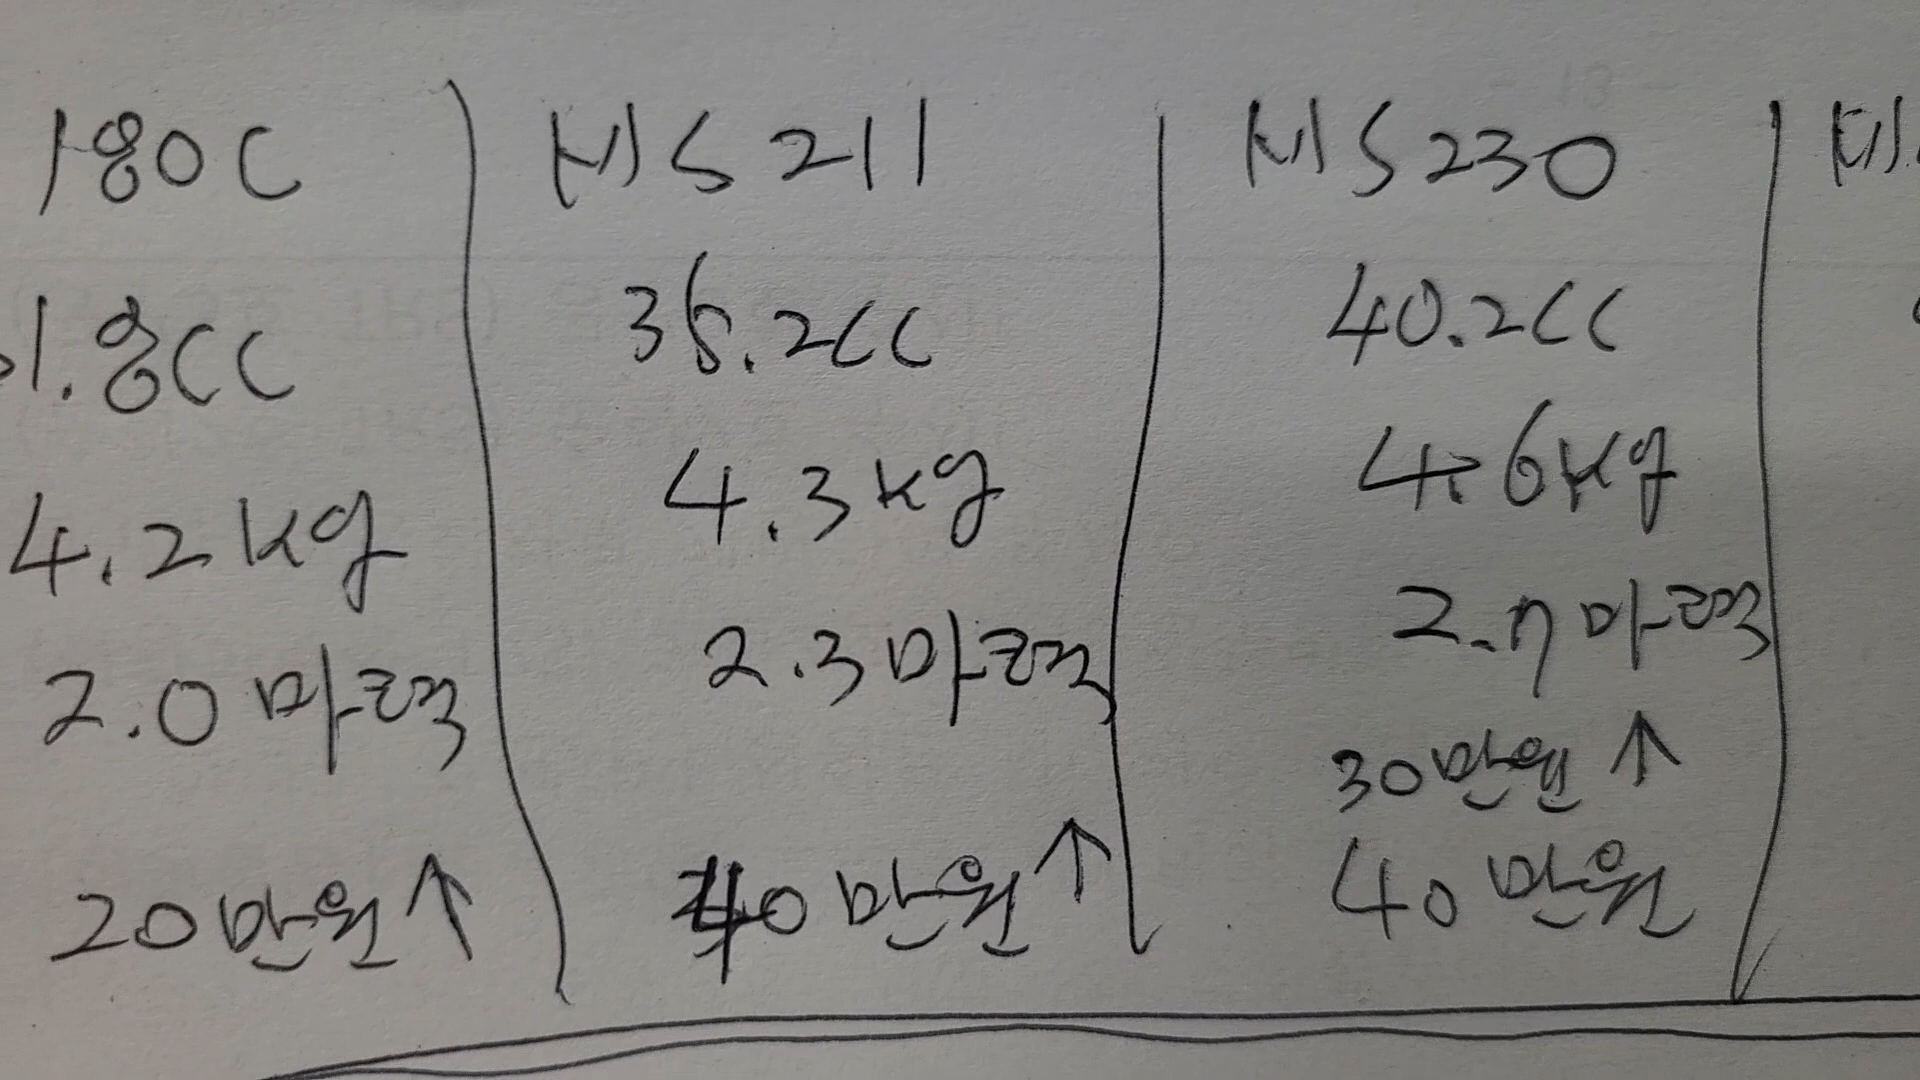 180C
1.8CC
4.2kg
2.0마력
20만원↑
MS211
35.2CC
4.3kg
2.3마력
40만원↑
MS230
40.2CC
4.6kg
2.7마력
30만엔↑
40만원